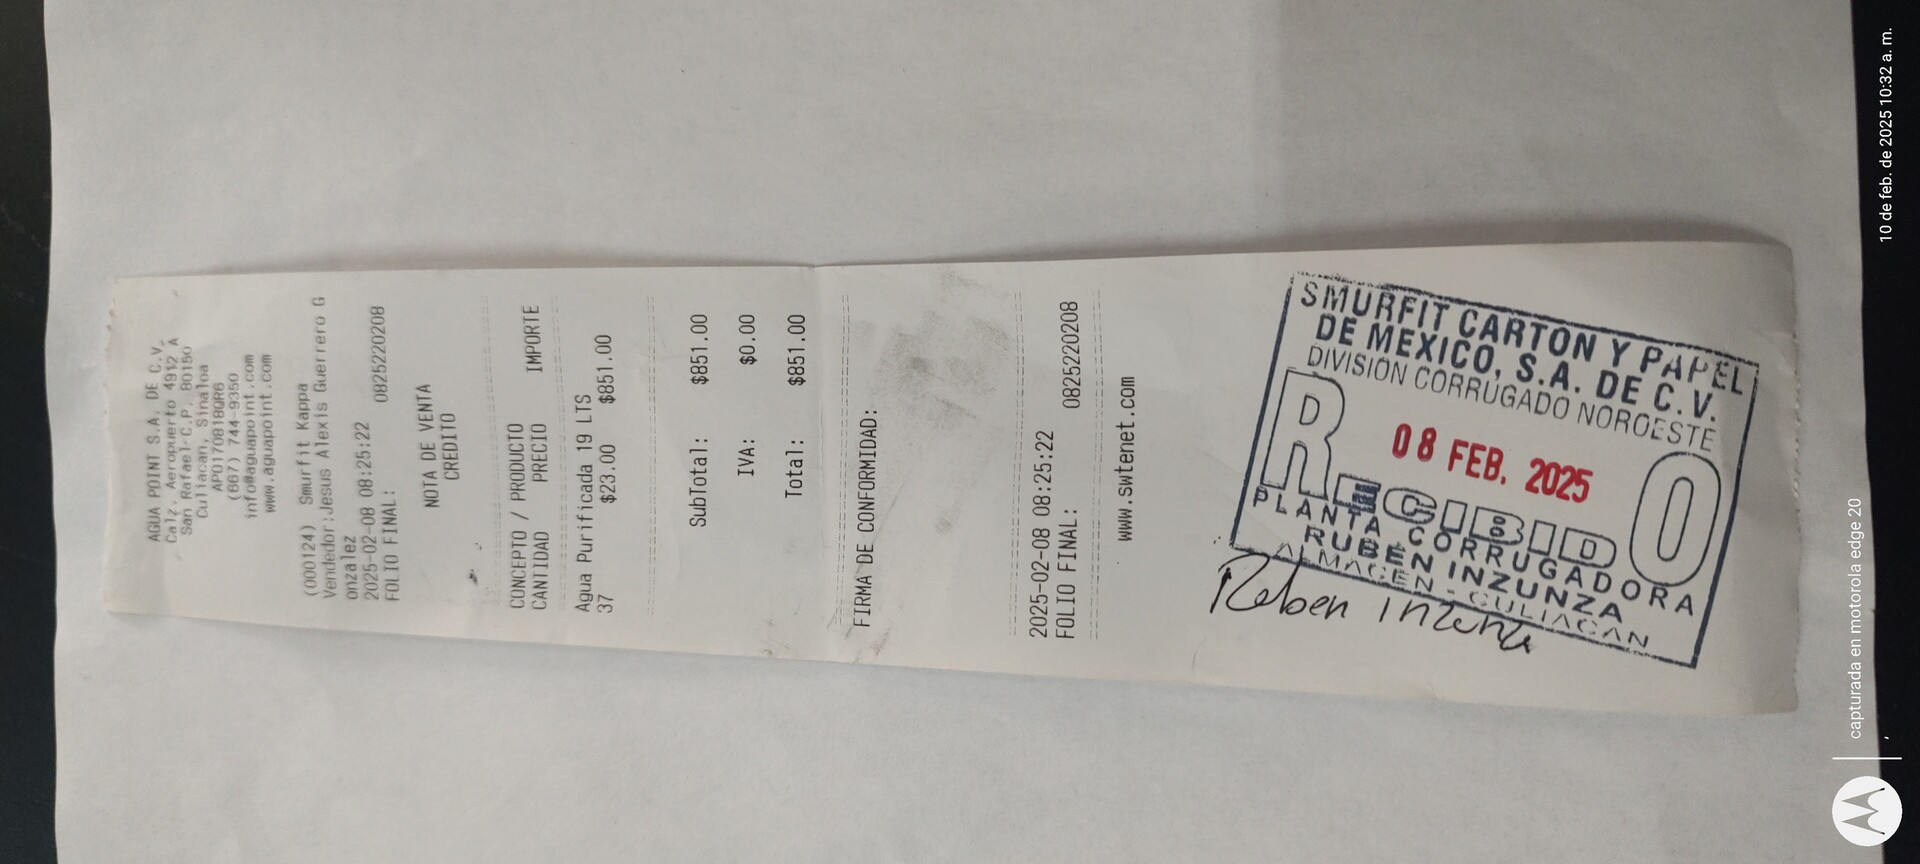 AGUA POINT S.A. DE C.V.
Calz. Aeropuerto 4912 A
San Rafael C.P. 80150
Culiacan, Sinaloa
APO170818QR6
(667) 744-9350
info@aguapoint.com
www.aguapoint.com
(000124) Smurfit Kappa
Vendedor:Jesus Alexis Guerrero G
onzalez
2025-02-08 08:25:22
FOLIO FINAL: 0825220208
NOTA DE VENTA
CREDITO
CONCEPTO / PRODUCTO
CANTIDAD PRECIO IMPORTE
Agua Purificada 19 LTS
37 $23.00 $851.00
SubTotal: $851.00
IVA: $0.00
Total: $851.00
FIRMA DE CONFORMIDAD:
2025-02-08 08:25:22
FOLIO FINAL: 0825220208
www.swtenet.com
SMURFIT CARTON Y PAPEL
DE MEXICO, S.A. DE C.V.
DIVISION CORRUGADO NOROESTE
08 FEB. 2025
RECIBIDO
PLANTA CORRUGADORA
RUBEN INZUNZA
ALMACEN - CULIACAN
Ruben Inzunza
capturada en motorola edge 20
10 de feb. de 2025 10:32 a. m.